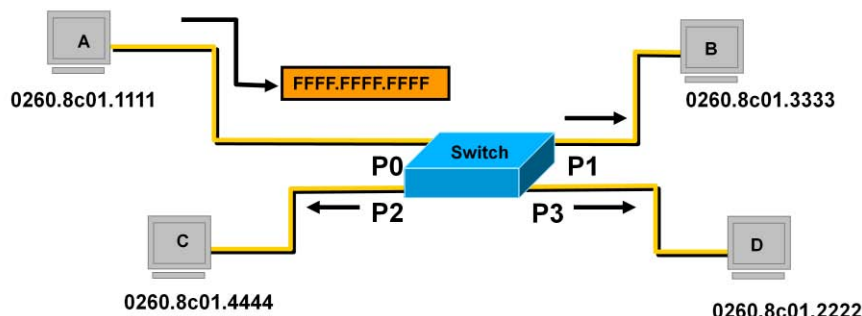 A
FFFF.FFFF.FFFF
B
0260.8c01.1111
0260.8c01.3333
Switch
P0
P1
P2
P3
C
D
0260.8c01.4444
0260.8c01.2222